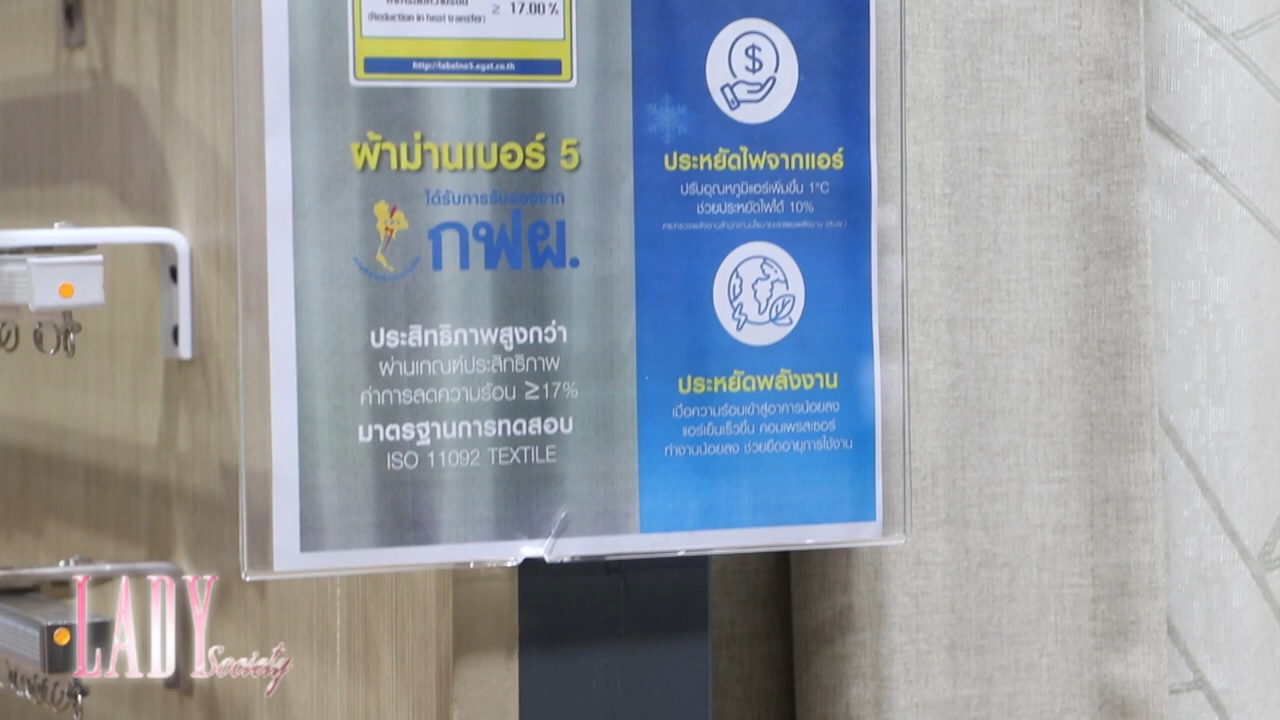 (Reduction in heat transfer)
≥ 17.00 %
http://labelno5.egat.co.th
ผ้าม่านเบอร์ 5
ได้รับการรับรองจาก
กฟผ.
ประสิทธิภาพสูงกว่า
ผ่านเกณฑ์ประสิทธิภาพ
ค่าการลดความร้อน ≥17%
มาตรฐานการทดสอบ
ISO 11092 TEXTILE
$
ประหยัดไฟจากแอร์
ปรับอุณหภูมิแอร์เพิ่มขึ้น 1°C
ช่วยประหยัดไฟได้ 10%
ประหยัดพลังงาน
เมื่อความร้อนเข้าสู่อาคารน้อยลง
แอร์เย็นเร็วขึ้น คอมเพรสเซอร์
ทำงานน้อยลง ช่วยยืดอายุการใช้งาน
LADY
Society